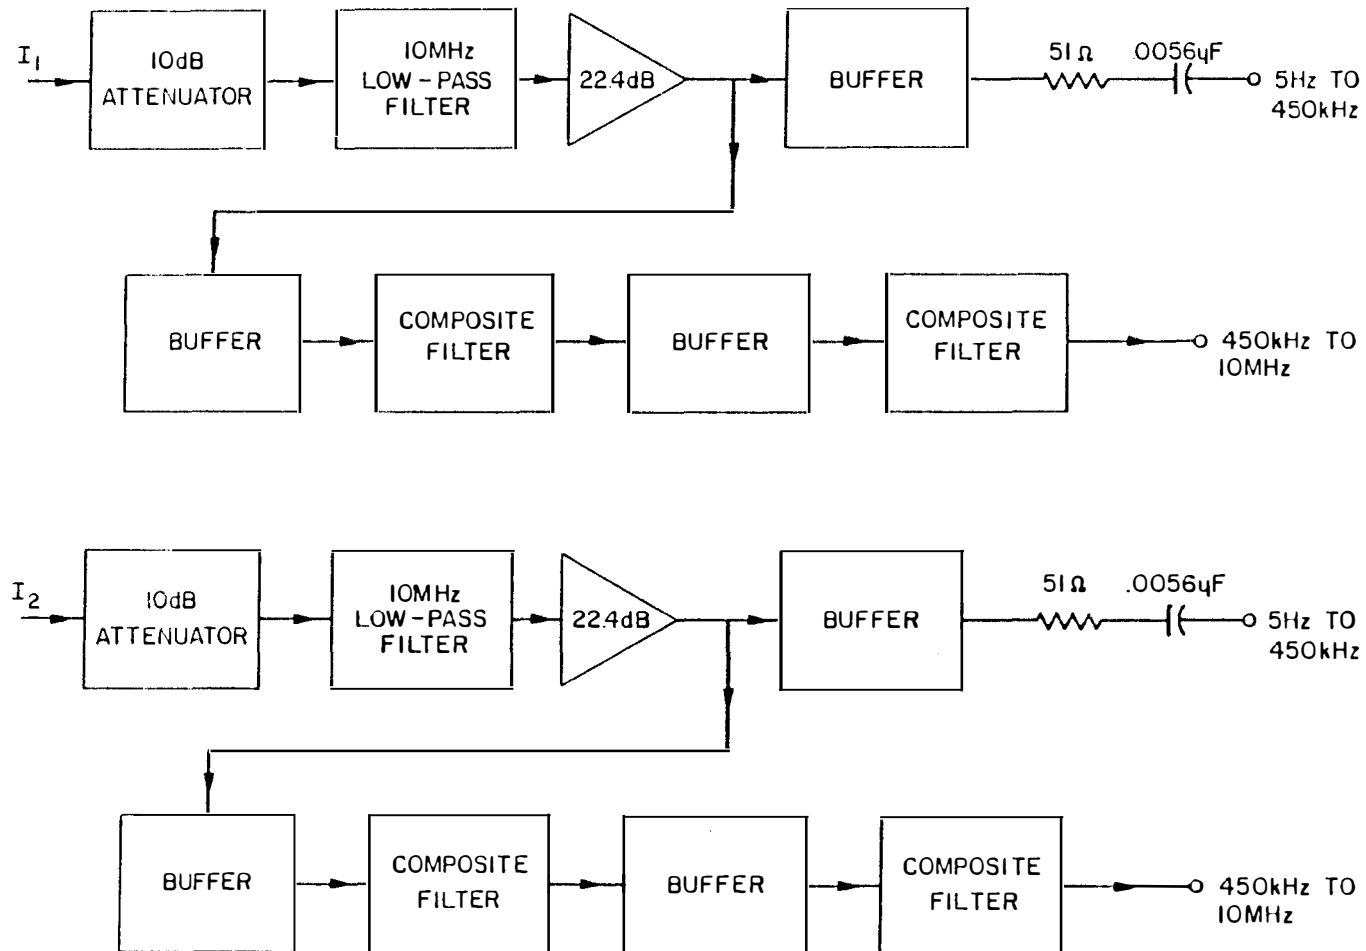 I1
10dB
ATTENUATOR
10MHz
LOW-PASS
FILTER
22.4dB
BUFFER
51Ω .0056µF
5Hz TO
450kHz
BUFFER
COMPOSITE
FILTER
BUFFER
COMPOSITE
FILTER
450kHz TO
10MHz
I2
10dB
ATTENUATOR
10MHz
LOW-PASS
FILTER
22.4dB
BUFFER
51Ω .0056µF
5Hz TO
450kHz
BUFFER
COMPOSITE
FILTER
BUFFER
COMPOSITE
FILTER
450kHz TO
10MHz